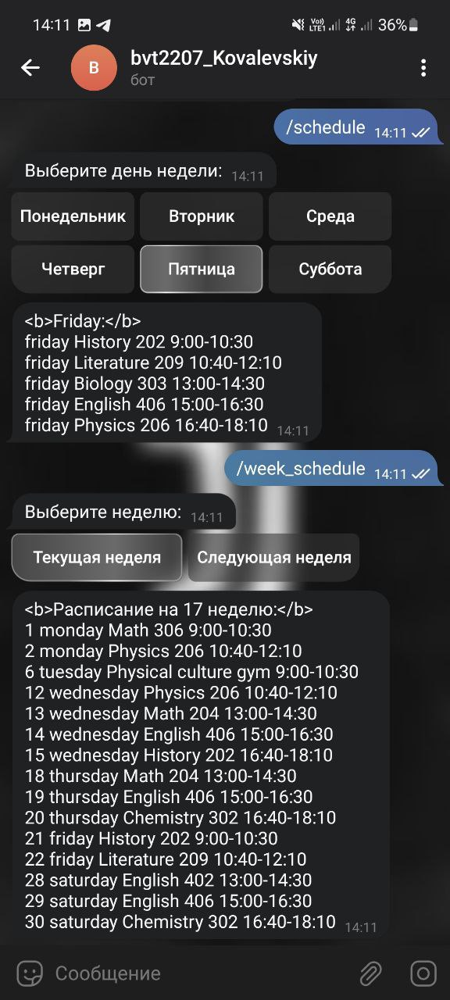 14:11
Vo)) LTE1 4G 36%
B
bvt2207_Kovalevskiy
бот
/schedule 14:11
Выберите день недели: 14:11
Понедельник Вторник Среда
Четверг Пятница Суббота
<b>Friday:</b>
friday History 202 9:00-10:30
friday Literature 209 10:40-12:10
friday Biology 303 13:00-14:30
friday English 406 15:00-16:30
friday Physics 206 16:40-18:10 14:11
/week_schedule 14:11
Выберите неделю: 14:11
Текущая неделя Следующая неделя
<b>Расписание на 17 неделю:</b>
1 monday Math 306 9:00-10:30
2 monday Physics 206 10:40-12:10
6 tuesday Physical culture gym 9:00-10:30
12 wednesday Physics 206 10:40-12:10
13 wednesday Math 204 13:00-14:30
14 wednesday English 406 15:00-16:30
15 wednesday History 202 16:40-18:10
18 thursday Math 204 13:00-14:30
19 thursday English 406 15:00-16:30
20 thursday Chemistry 302 16:40-18:10
21 friday History 202 9:00-10:30
22 friday Literature 209 10:40-12:10
28 saturday English 402 13:00-14:30
29 saturday English 406 15:00-16:30
30 saturday Chemistry 302 16:40-18:10 14:11
Сообщение